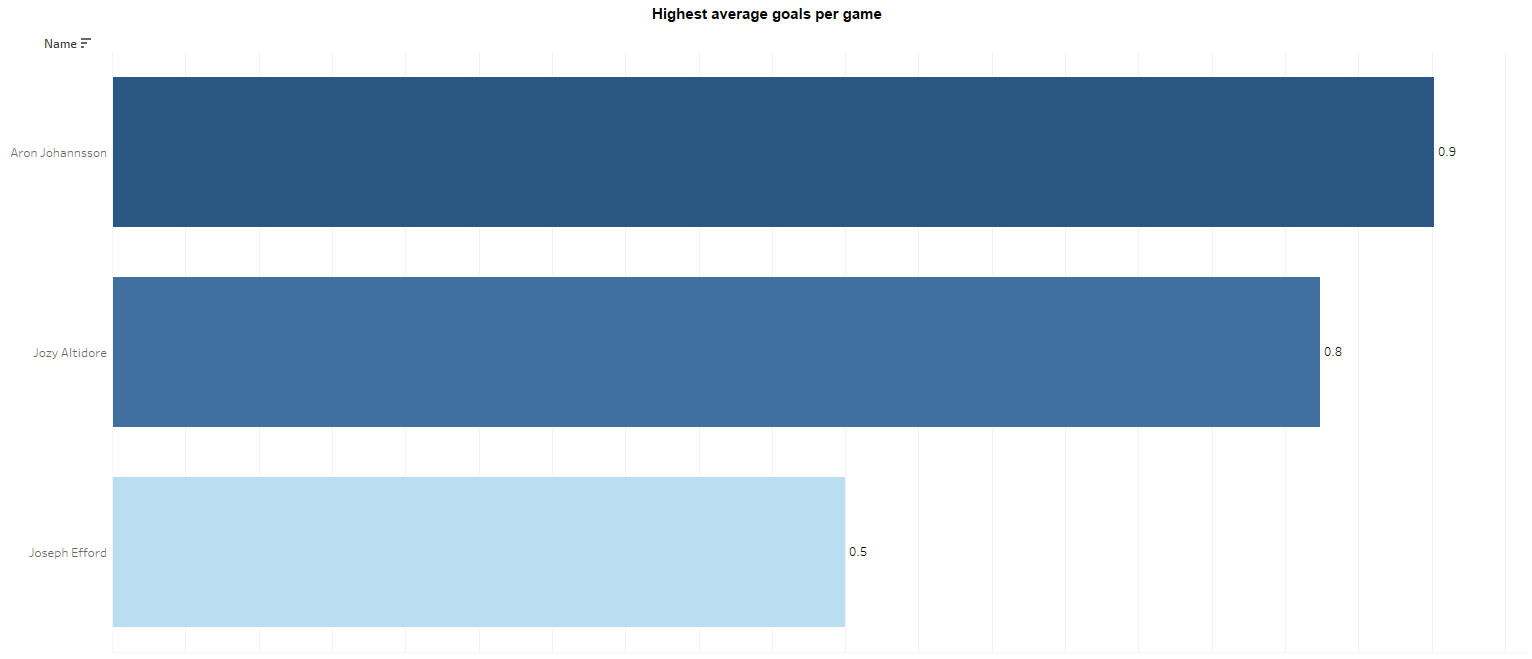 Highest average goals per game
Name
Aron Johannsson
0.9
Jozy Altidore
0.8
Joseph Efford
0.5